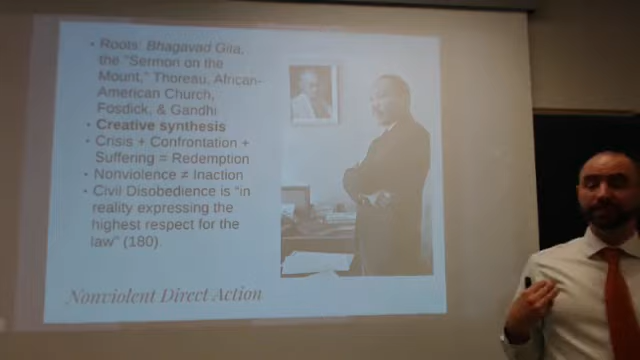 • Roots: Bhagavad Gita,
the "Sermon on the
Mount," Thoreau, African-
American Church,
Fosdick, & Gandhi
• Creative synthesis
• Crisis + Confrontation +
Suffering = Redemption
• Nonviolence ≠ Inaction
• Civil Disobedience is "in
reality expressing the
highest respect for the
law" (180).
Nonviolent Direct Action